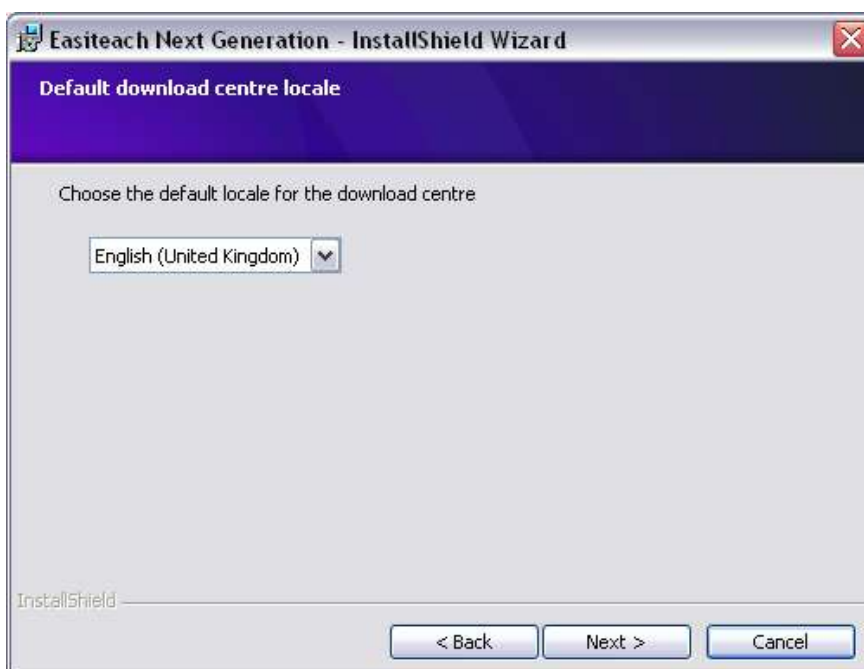 Easiteach Next Generation - InstallShield Wizard
Default download centre locale
Choose the default locale for the download centre
English (United Kingdom)
InstallShield
< Back
Next >
Cancel